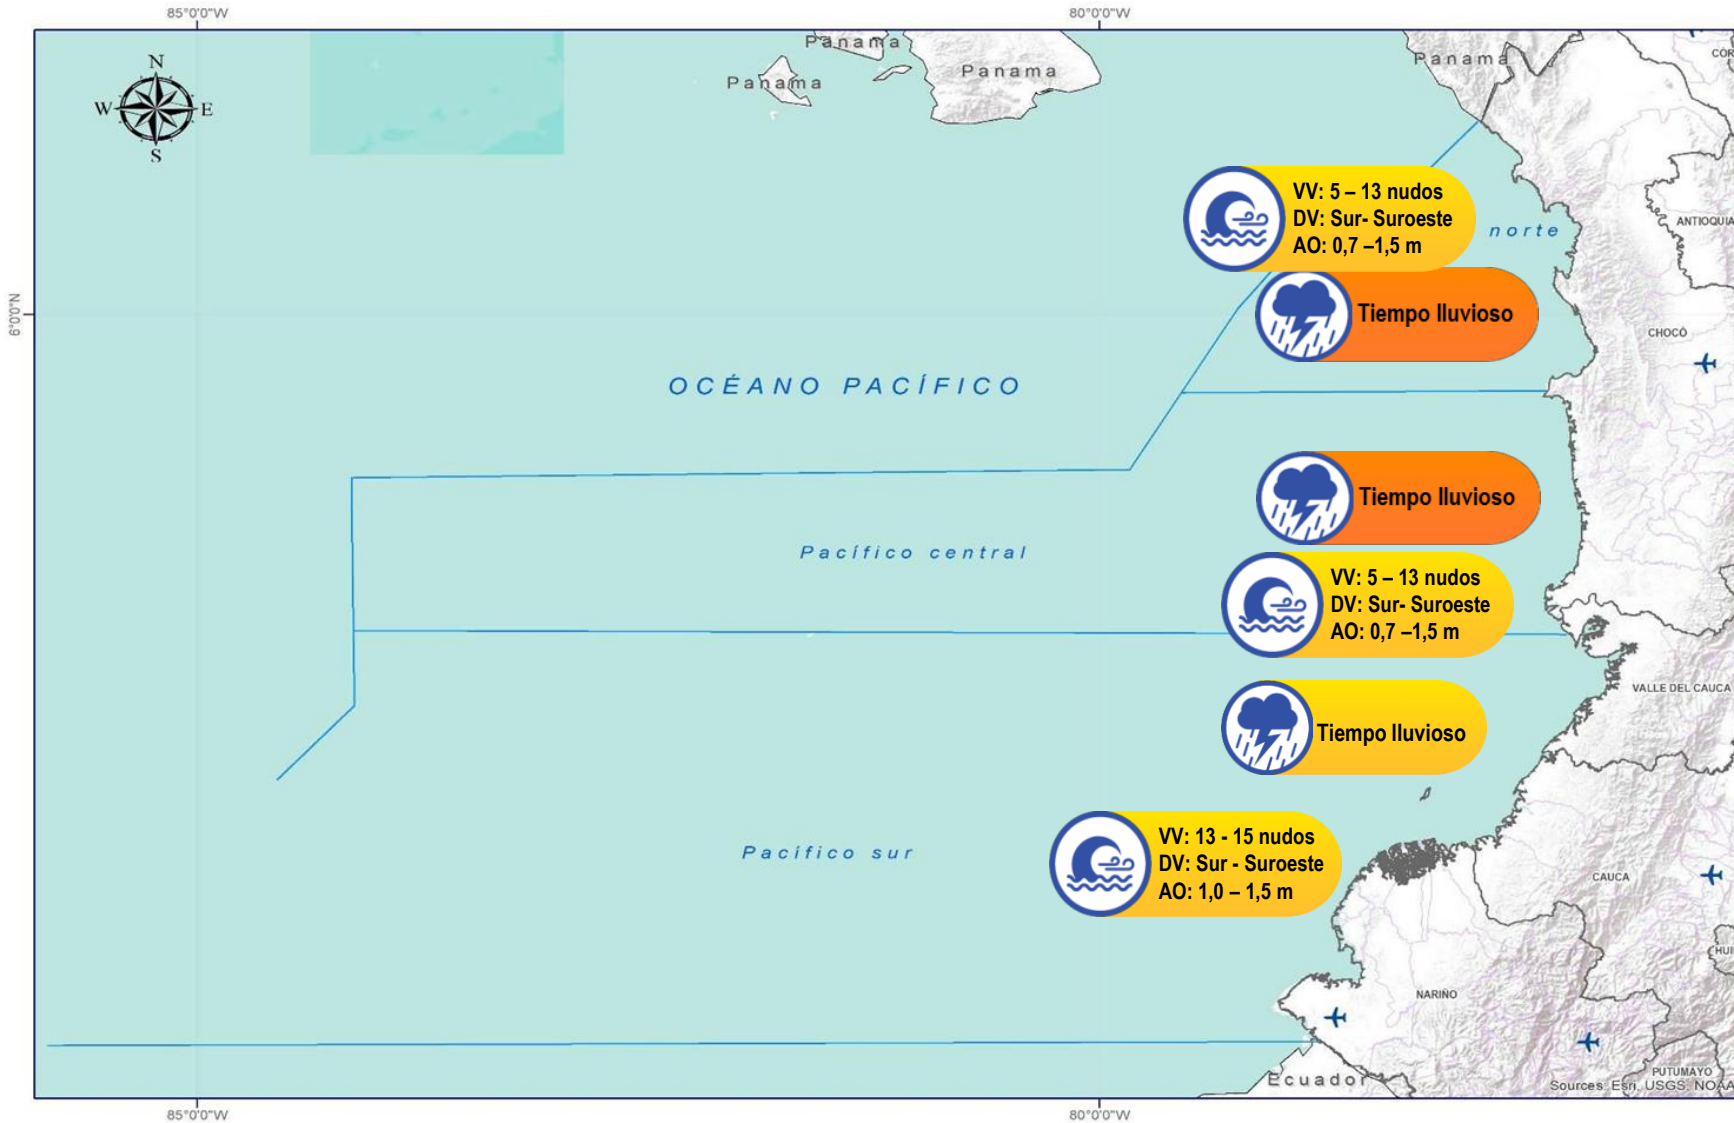 85°0'0"W
80°0'0"W
N
W
E
S
Panama
Panama
Panama
Panama
ANTIOQUIA
VV: 5 – 13 nudos
DV: Sur- Suroeste
AO: 0,7 –1,5 m
norte
6°0'0"N
Tiempo lluvioso
CHOCÓ
OCÉANO PACÍFICO
Tiempo lluvioso
Pacífico central
VV: 5 – 13 nudos
DV: Sur- Suroeste
AO: 0,7 –1,5 m
VALLE DEL CAUCA
Tiempo lluvioso
VV: 13 - 15 nudos
DV: Sur - Suroeste
AO: 1,0 – 1,5 m
Pacífico sur
CAUCA
HUI
NARIÑO
PUTUMAYO
Ecuador
Sources: Esri, USGS, NOAA
85°0'0"W
80°0'0"W